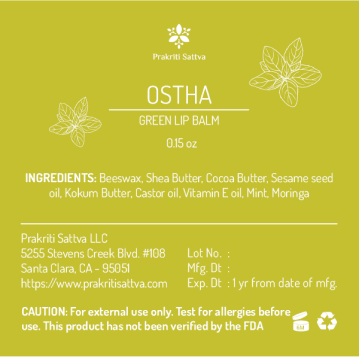 Prakriti Sattva
OSTHA
GREEN LIP BALM
0.15 oz
INGREDIENTS: Beeswax, Shea Butter, Cocoa Butter, Sesame seed
oil, Kokum Butter, Castor oil, Vitamin E oil, Mint, Moringa
Prakriti Sattva LLC
5255 Stevens Creek Blvd. #108
Santa Clara, CA - 95051
https://www.prakritisattva.com
Lot No. :
Mfg. Dt :
Exp. Dt : 1 yr from date of mfg.
CAUTION: For external use only. Test for allergies before
use. This product has not been verified by the FDA